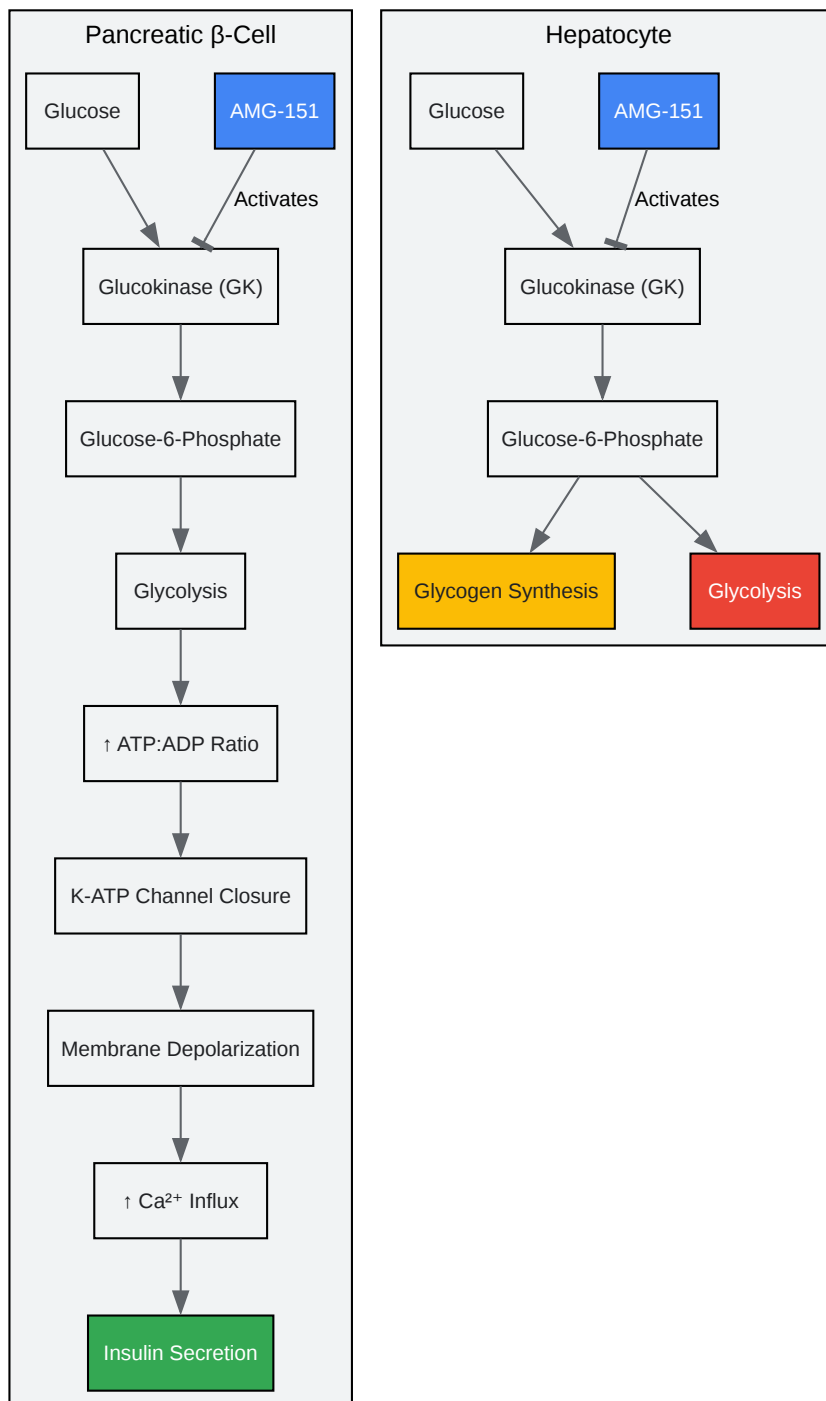 Pancreatic β-Cell
Glucose
AMG-151
Activates
Glucokinase (GK)
Glucose-6-Phosphate
Glycolysis
↑ ATP:ADP Ratio
K-ATP Channel Closure
Membrane Depolarization
↑ Ca²⁺ Influx
Insulin Secretion
Hepatocyte
Glucose
AMG-151
Activates
Glucokinase (GK)
Glucose-6-Phosphate
Glycogen Synthesis
Glycolysis